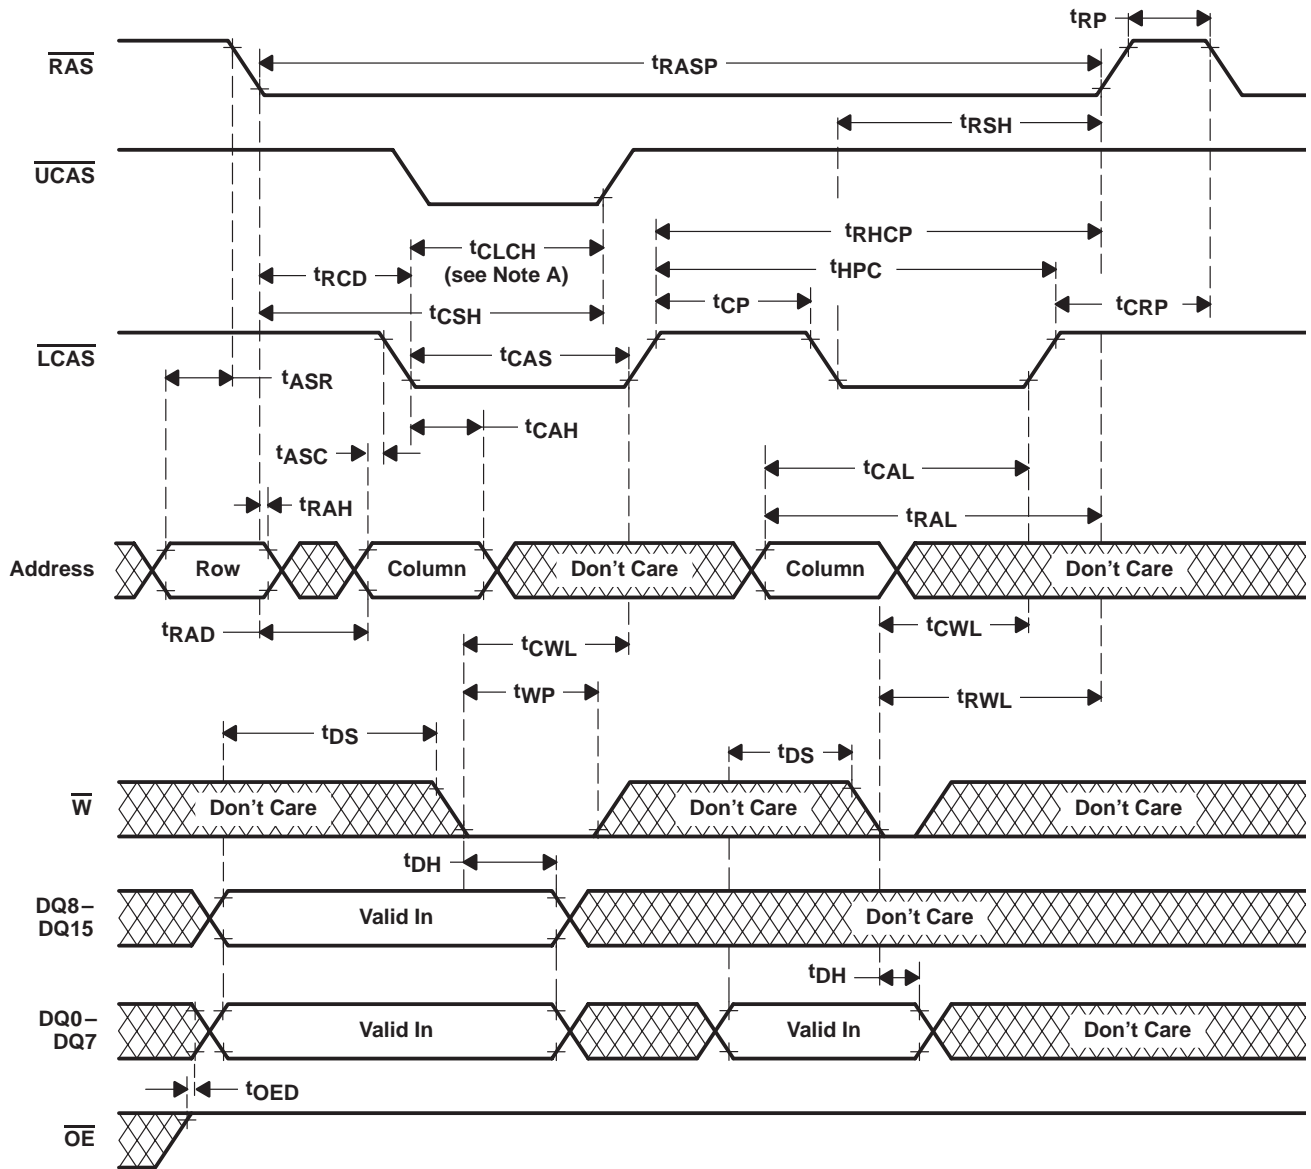 tRP
RAS
tRASP
tRSH
UCAS
tRHCP
tCLCH
(see Note A)
tHPC
tRCD
tCP
tCRP
tCSH
LCAS
tCAS
tASR
tCAH
tASC
tCAL
tRAH
tRAL
Address
Row
Column
Don't Care
Column
Don't Care
tRAD
tCWL
tCWL
tWP
tRWL
tDS
tDS
W
Don't Care
Don't Care
Don't Care
tDH
DQ8–
DQ15
Valid In
Don't Care
tDH
DQ0–
DQ7
Valid In
Valid In
Don't Care
tOED
OE